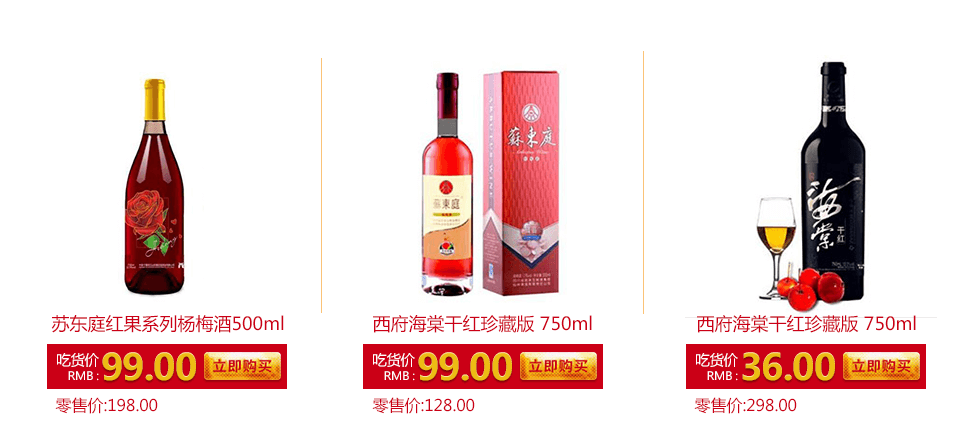 蘇東庭
蘇東庭
海棠
干红
苏东庭红果系列杨梅酒500ml
西府海棠干红珍藏版 750ml
西府海棠干红珍藏版 750ml
吃货价
RMB : 99.00 立即购买
吃货价
RMB : 99.00 立即购买
吃货价
RMB : 36.00 立即购买
零售价:198.00
零售价:128.00
零售价:298.00